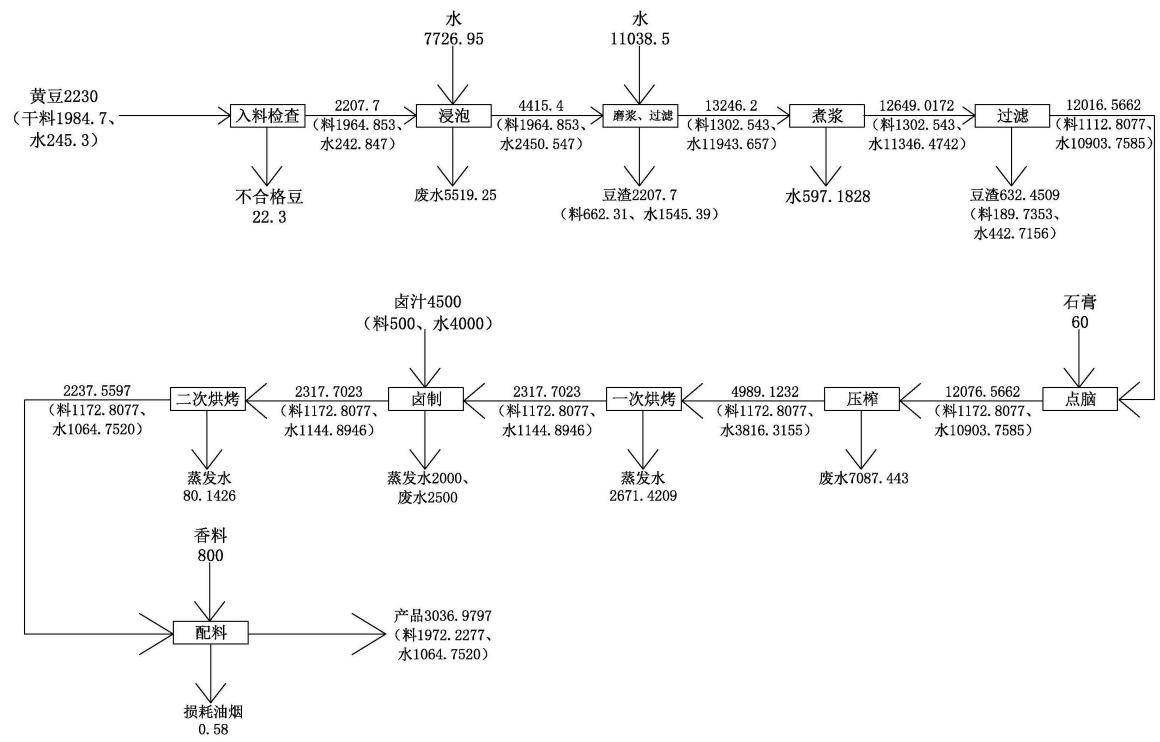 水
7726.95
水
11038.5
黄豆2230
(干料1984.7、
水245.3)
入料检查
2207.7
(料1964.853、
水242.847)
浸泡
4415.4
(料1964.853、
水2450.547)
磨浆、过滤
13246.2
(料1302.543、
水11943.657)
煮浆
12649.0172
(料1302.543、
水11346.4742)
过滤
12016.5662
(料1112.8077、
水10903.7585)
不合格豆
22.3
废水5519.25
豆渣2207.7
(料662.31、水1545.39)
水597.1828
豆渣632.4509
(料189.7353、
水442.7156)
卤汁4500
(料500、水4000)
石膏
60
2237.5597
(料1172.8077、
水1064.7520)
二次烘烤
2317.7023
(料1172.8077、
水1144.8946)
卤制
2317.7023
(料1172.8077、
水1144.8946)
一次烘烤
4989.1232
(料1172.8077、
水3816.3155)
压榨
12076.5662
(料1172.8077、
水10903.7585)
点脑
蒸发水
80.1426
蒸发水2000、
废水2500
蒸发水
2671.4209
废水7087.443
香料
800
配料
产品3036.9797
(料1972.2277、
水1064.7520)
损耗油烟
0.58